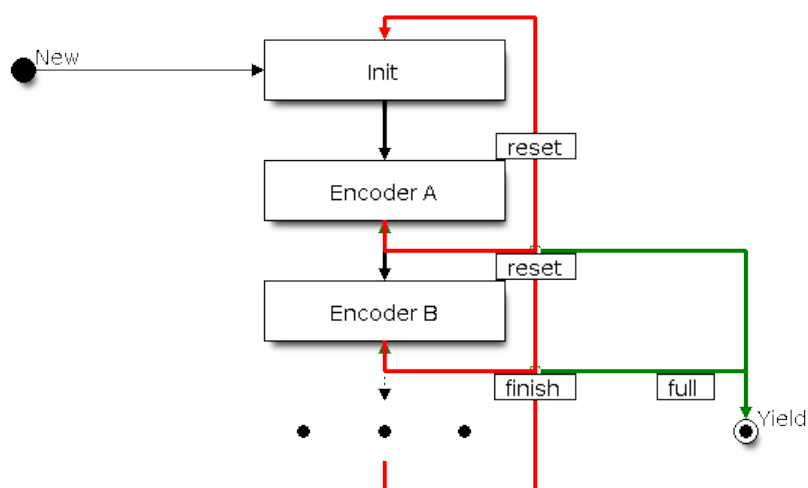 New
Init
reset
Encoder A
reset
Encoder B
finish
full
Yield